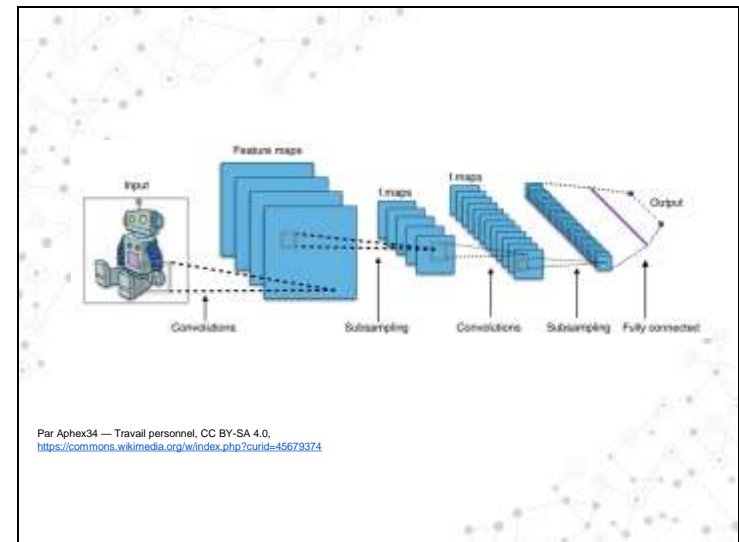 Feature maps
Input
f.maps
f.maps
Output
Convolutions
Subsampling
Convolutions
Subsampling
Fully connected
Par Aphex34 — Travail personnel, CC BY-SA 4.0,
https://commons.wikimedia.org/w/index.php?curid=45679374